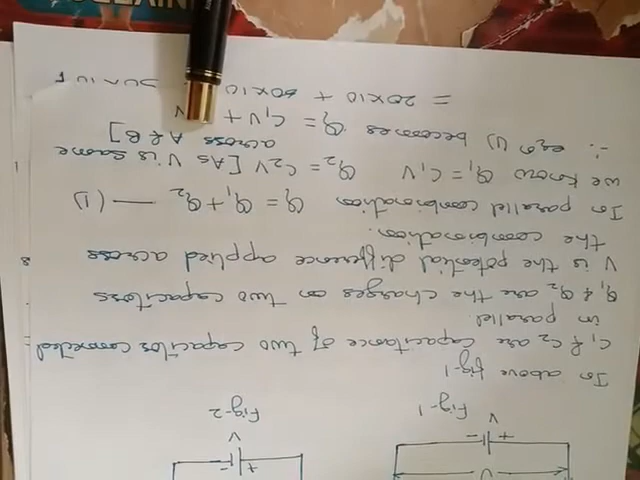 + - V
+ - V
Fig-1 Fig-2
In above fig-1
C₁ & C₂ are capacitance of two capacitors connected
in parallel.
Q₁ & Q₂ are the charges on two capacitors
V is the potential difference applied across
the combination.
In parallel combination Q = Q₁ + Q₂ — (1)
we know Q₁ = C₁V Q₂ = C₂V [As V is same
across A & B]
∴ eqn (1) becomes Q = C₁V + V
= 20×10 + 10